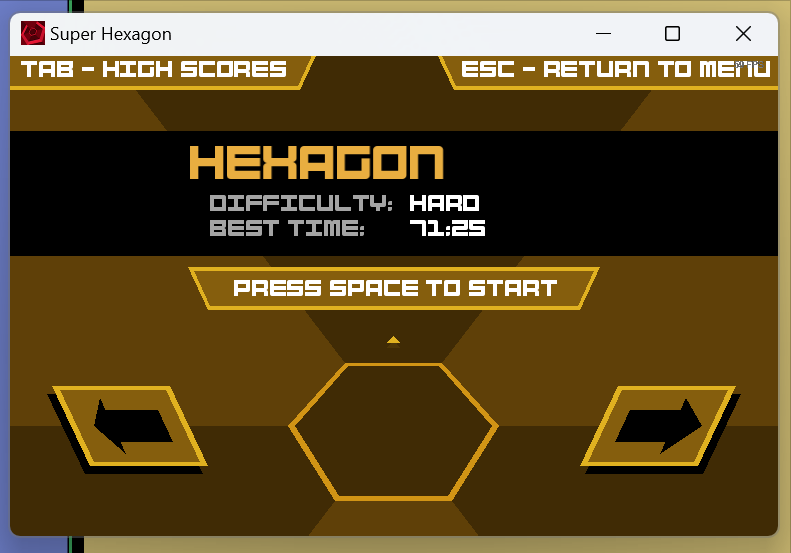 Super Hexagon
TAB - HIGH SCORES
ESC - RETURN TO MENU
HEXAGON
DIFFICULTY: HARD
BEST TIME: 71:25
PRESS SPACE TO START